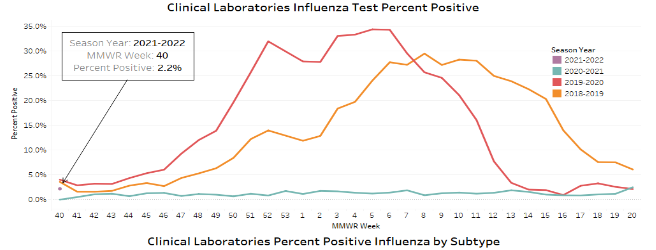 Clinical Laboratories Influenza Test Percent Positive
35.0%
30.0%
25.0%
20.0%
15.0%
10.0%
5.0%
0.0%
Percent Positive
Season Year: 2021-2022
MMWR Week: 40
Percent Positive: 2.2%
Season Year
2021-2022
2020-2021
2019-2020
2018-2019
40 41 42 43 44 45 46 47 48 49 50 51 52 53 1 2 3 4 5 6 7 8 9 10 11 12 13 14 15 16 17 18 19 20
MMWR Week
Clinical Laboratories Percent Positive Influenza by Subtype